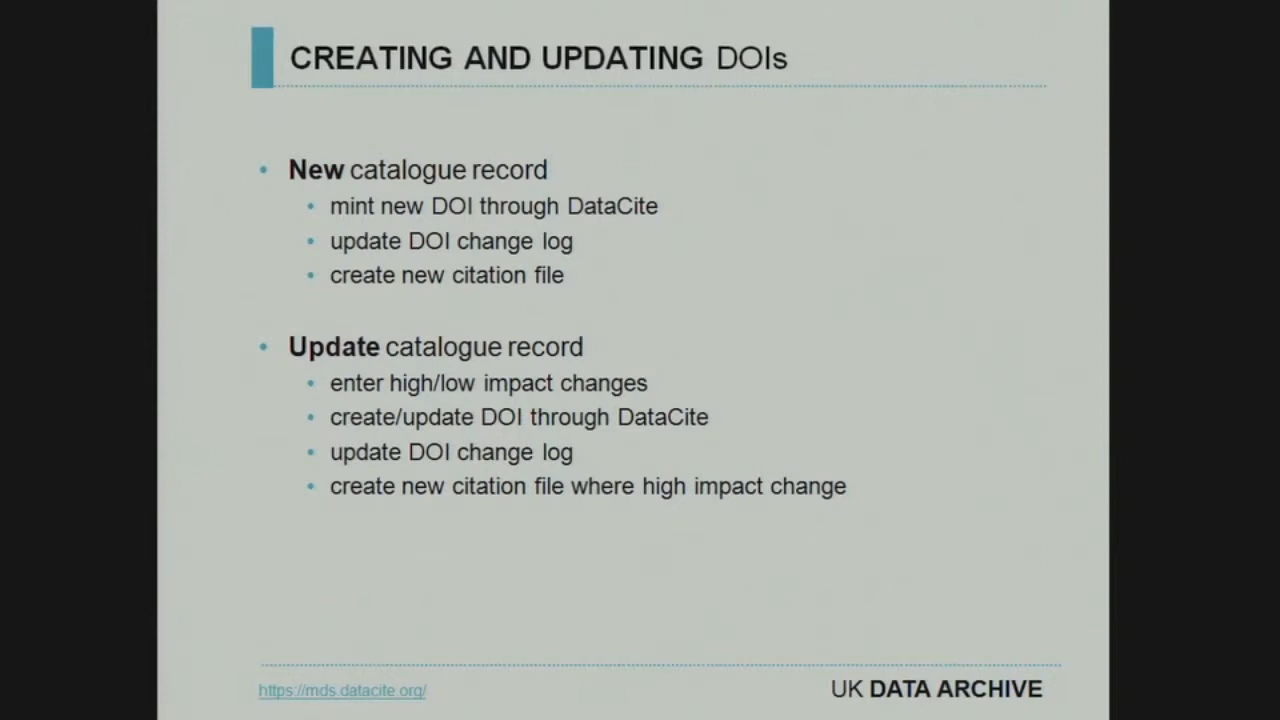 CREATING AND UPDATING DOIs
• New catalogue record
• mint new DOI through DataCite
• update DOI change log
• create new citation file
• Update catalogue record
• enter high/low impact changes
• create/update DOI through DataCite
• update DOI change log
• create new citation file where high impact change
https://mds.datacite.org/
UK DATA ARCHIVE